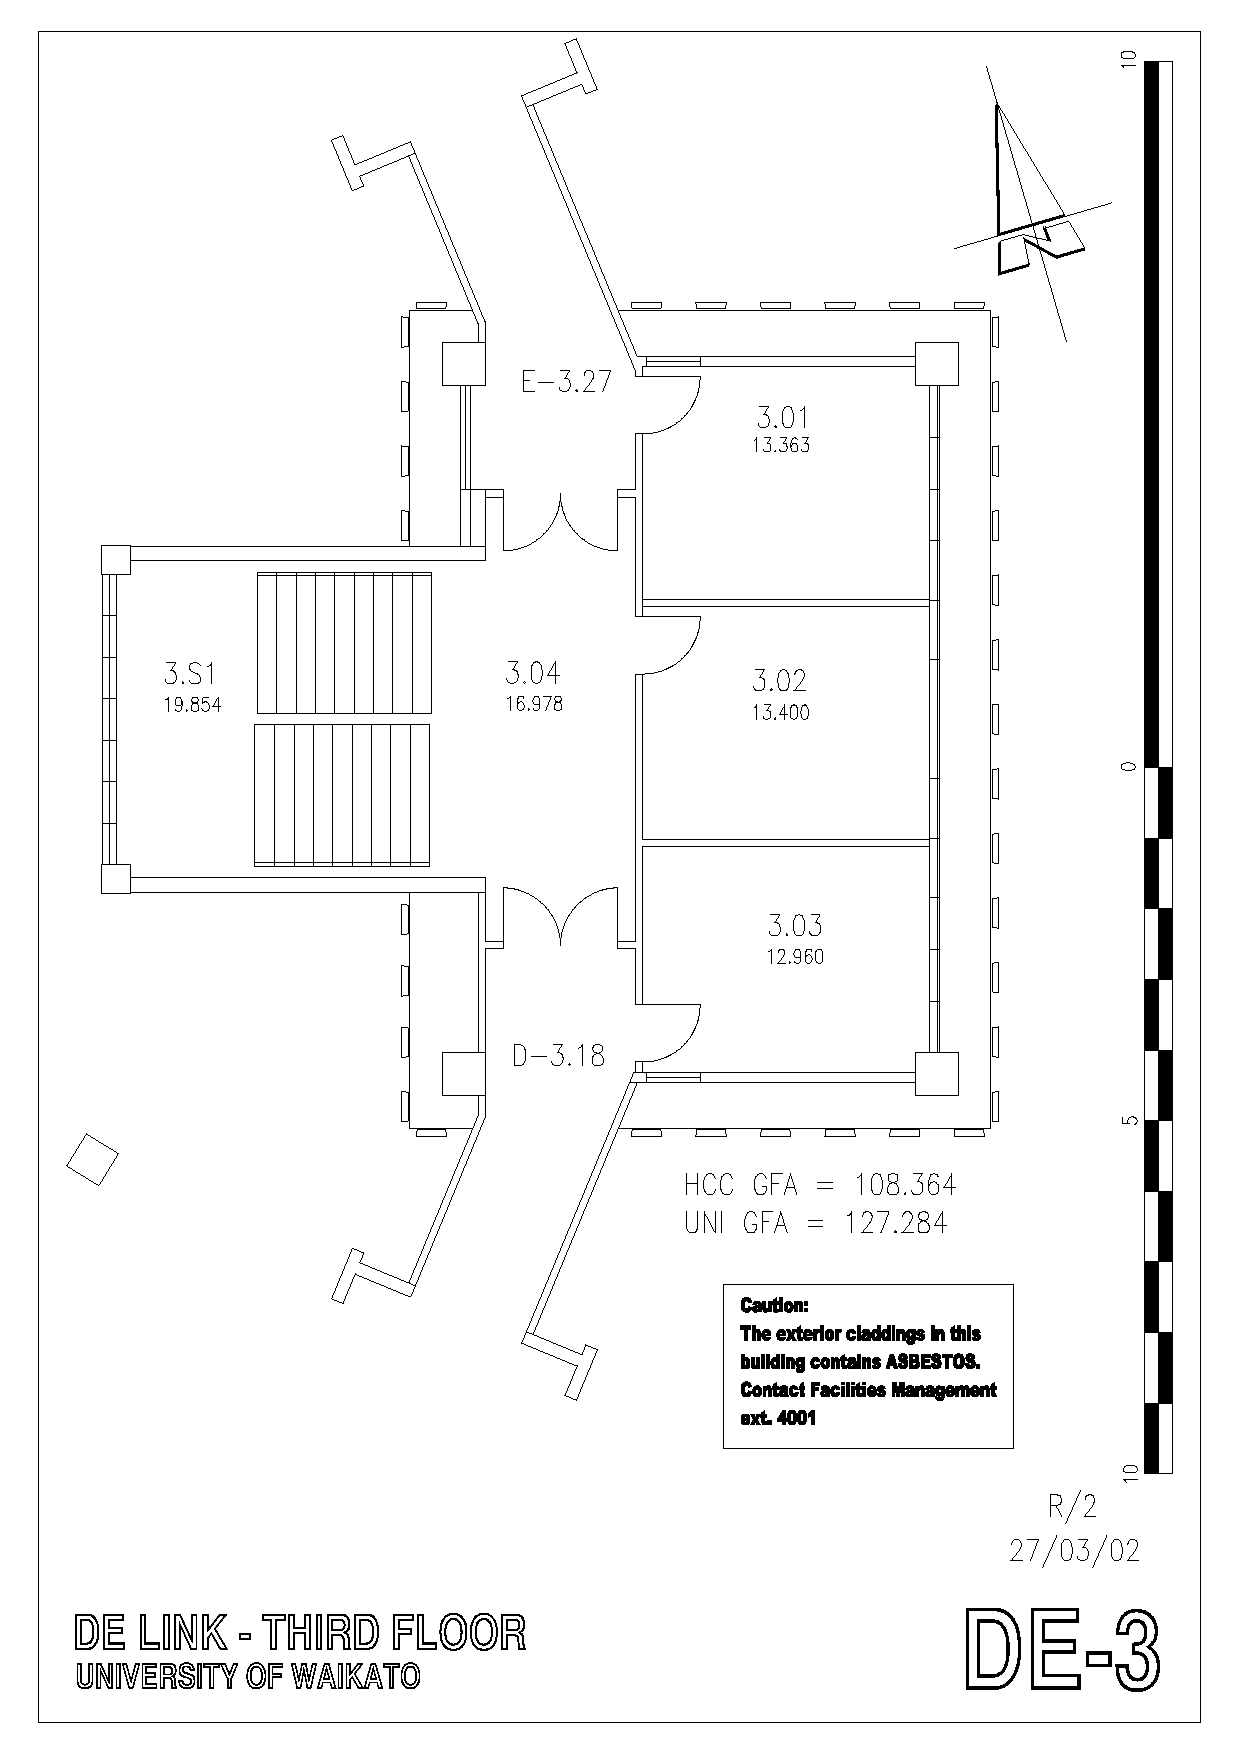 10
E-3.27
3.01
13.363
3.S1
19.854
3.04
16.978
3.02
13.400
0
3.03
12.960
D-3.18
5
HCC GFA = 108.364
UNI GFA = 127.284
Caution:
The exterior claddings in this
building contains ASBESTOS.
Contact Facilities Management
ext. 4001
10
R/2
27/03/02
DE LINK - THIRD FLOOR
UNIVERSITY OF WAIKATO
DE-3
N